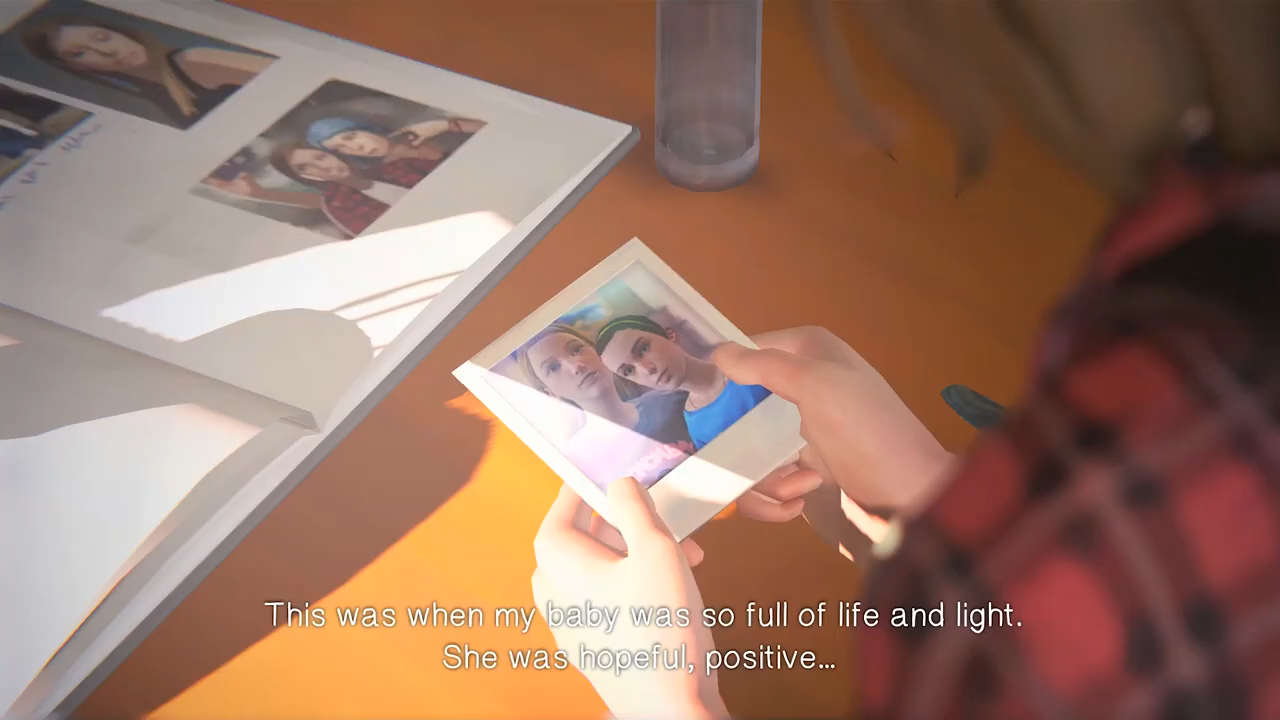 This was when my baby was so full of life and light.
She was hopeful, positive...